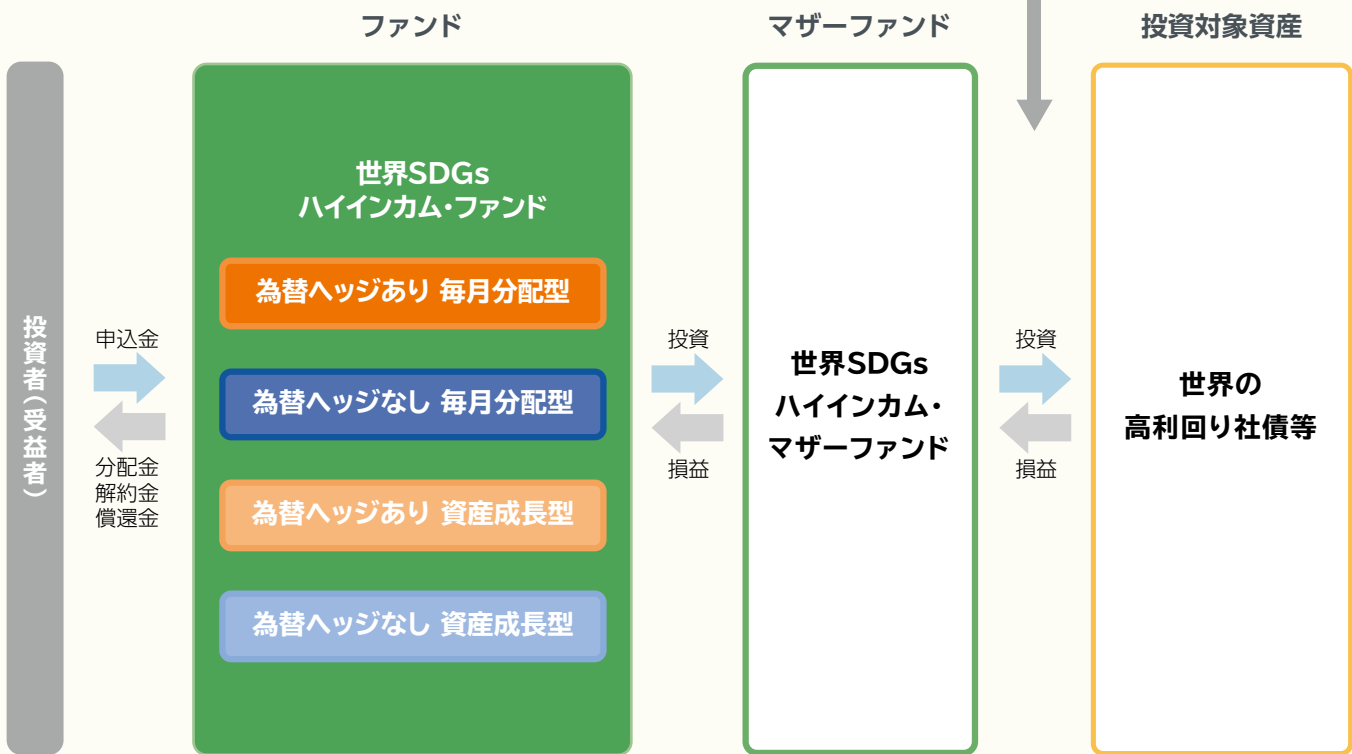 ファンド
マザーファンド
投資対象資産
投資者(受益者)
申込金
分配金
解約金
償還金
世界SDGs
ハイインカム・ファンド
為替ヘッジあり 毎月分配型
為替ヘッジなし 毎月分配型
為替ヘッジあり 資産成長型
為替ヘッジなし 資産成長型
投資
損益
世界SDGs
ハイインカム・
マザーファンド
投資
損益
世界の
高利回り社債等